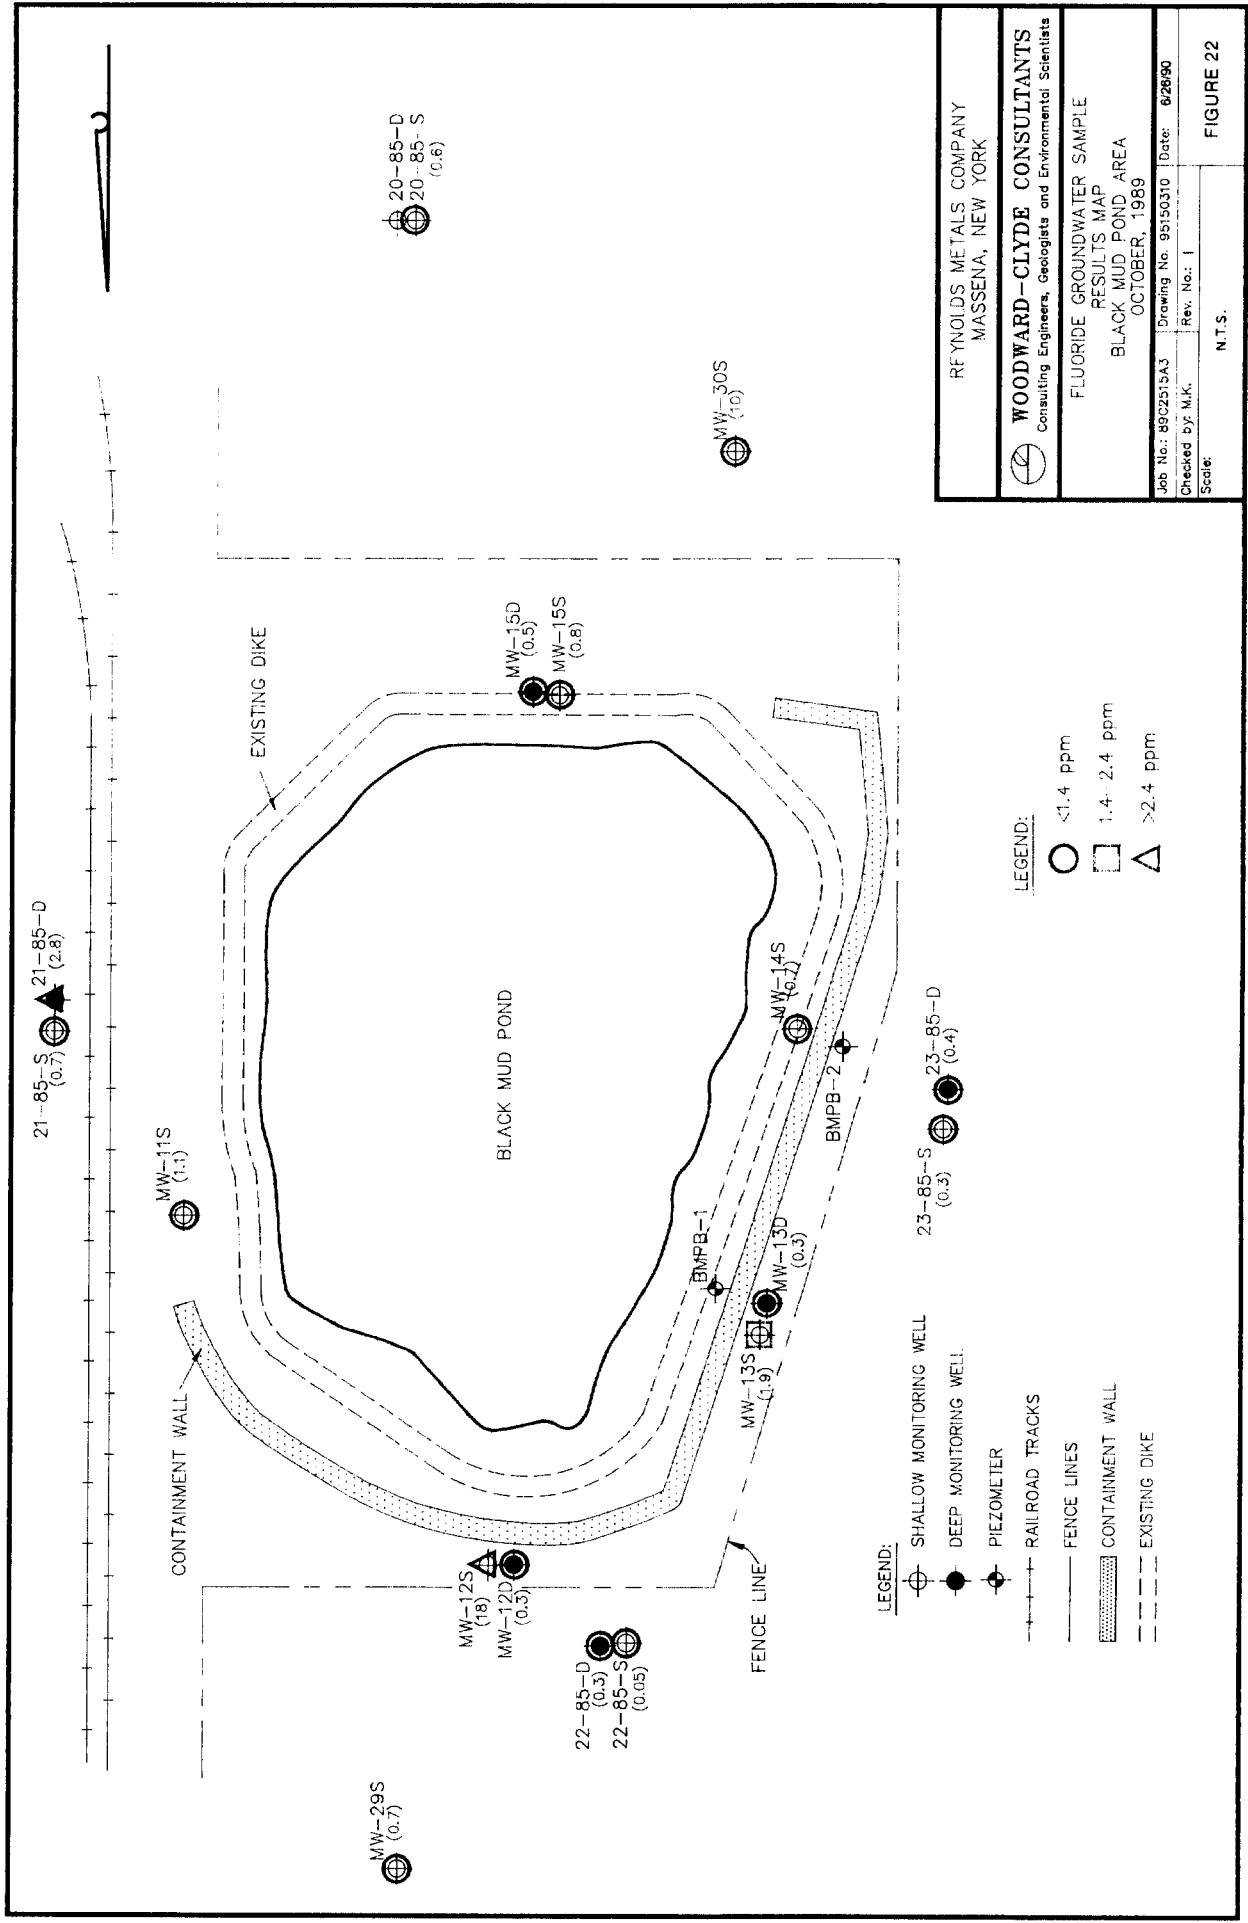 21-85-S
(0.7)
21-85-D
(2.8)
20-85-D
20-85-S
(0.6)
MW-11S
(1.1)
EXISTING DIKE
MW-15D
(0.5)
MW-15S
(0.8)
MW-30S
(10)
CONTAINMENT WALL
BLACK MUD POND
MW-29S
(0.7)
MW-12S
(18)
MW-12D
(0.3)
22-85-D
(0.3)
22-85-S
(0.05)
FENCE LINE
BMPB-1
MW-13S
(1.9)
MW-13D
(0.3)
MW-14S
(0.7)
BMPB-2
23-85-S
(0.3)
23-85-D
(0.4)
LEGEND:
SHALLOW MONITORING WELL
DEEP MONITORING WELL
PIEZOMETER
RAILROAD TRACKS
FENCE LINES
CONTAINMENT WALL
EXISTING DIKE
LEGEND:
<1.4 ppm
1.4-2.4 ppm
>2.4 ppm
REYNOLDS METALS COMPANY
MASSENA, NEW YORK
WOODWARD-CLYDE CONSULTANTS
Consulting Engineers, Geologists and Environmental Scientists
FLUORIDE GROUNDWATER SAMPLE
RESULTS MAP
BLACK MUD POND AREA
OCTOBER, 1989
Job No.: 89C2515A3 Drawing No. 95150310 Date: 6/26/90
Checked by: M.K. Rev. No.: 1
Scale: N.T.S.
FIGURE 22